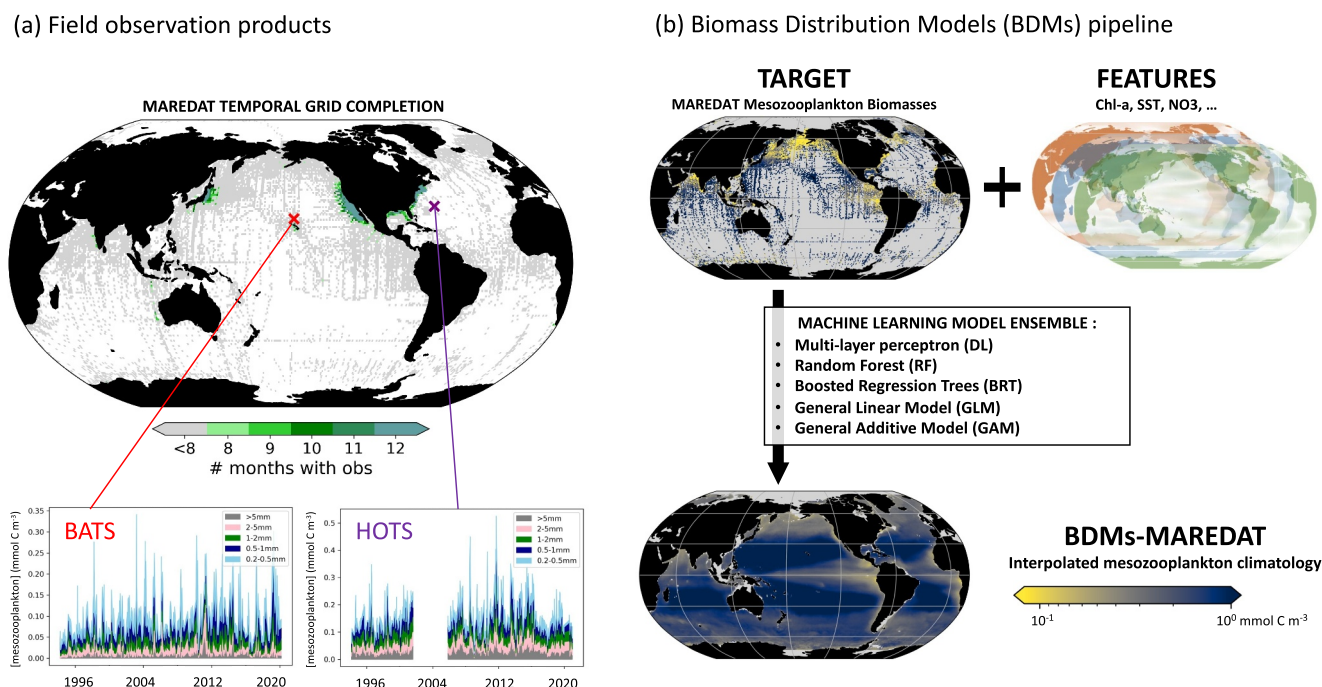 (a) Field observation products
MAREDAT TEMPORAL GRID COMPLETION
<8 8 9 10 11 12
# months with obs
BATS
[mesozooplankton] (mmol C m⁻³)
0.35
0.30
0.25
0.20
0.15
0.10
0.05
0.00
>5mm
2-5mm
1-2mm
0.5-1mm
0.2-0.5mm
1996 2004 2012 2020
HOTS
[mesozooplankton] (mmol C m⁻³)
0.5
0.4
0.3
0.2
0.1
0.0
>5mm
2-5mm
1-2mm
0.5-1mm
0.2-0.5mm
1996 2004 2012 2020
(b) Biomass Distribution Models (BDMs) pipeline
TARGET
MAREDAT Mesozooplankton Biomasses
+
FEATURES
Chl-a, SST, NO3, ...
MACHINE LEARNING MODEL ENSEMBLE :
• Multi-layer perceptron (DL)
• Random Forest (RF)
• Boosted Regression Trees (BRT)
• General Linear Model (GLM)
• General Additive Model (GAM)
BDMs-MAREDAT
Interpolated mesozooplankton climatology
10⁻¹ 10⁰ mmol C m⁻³